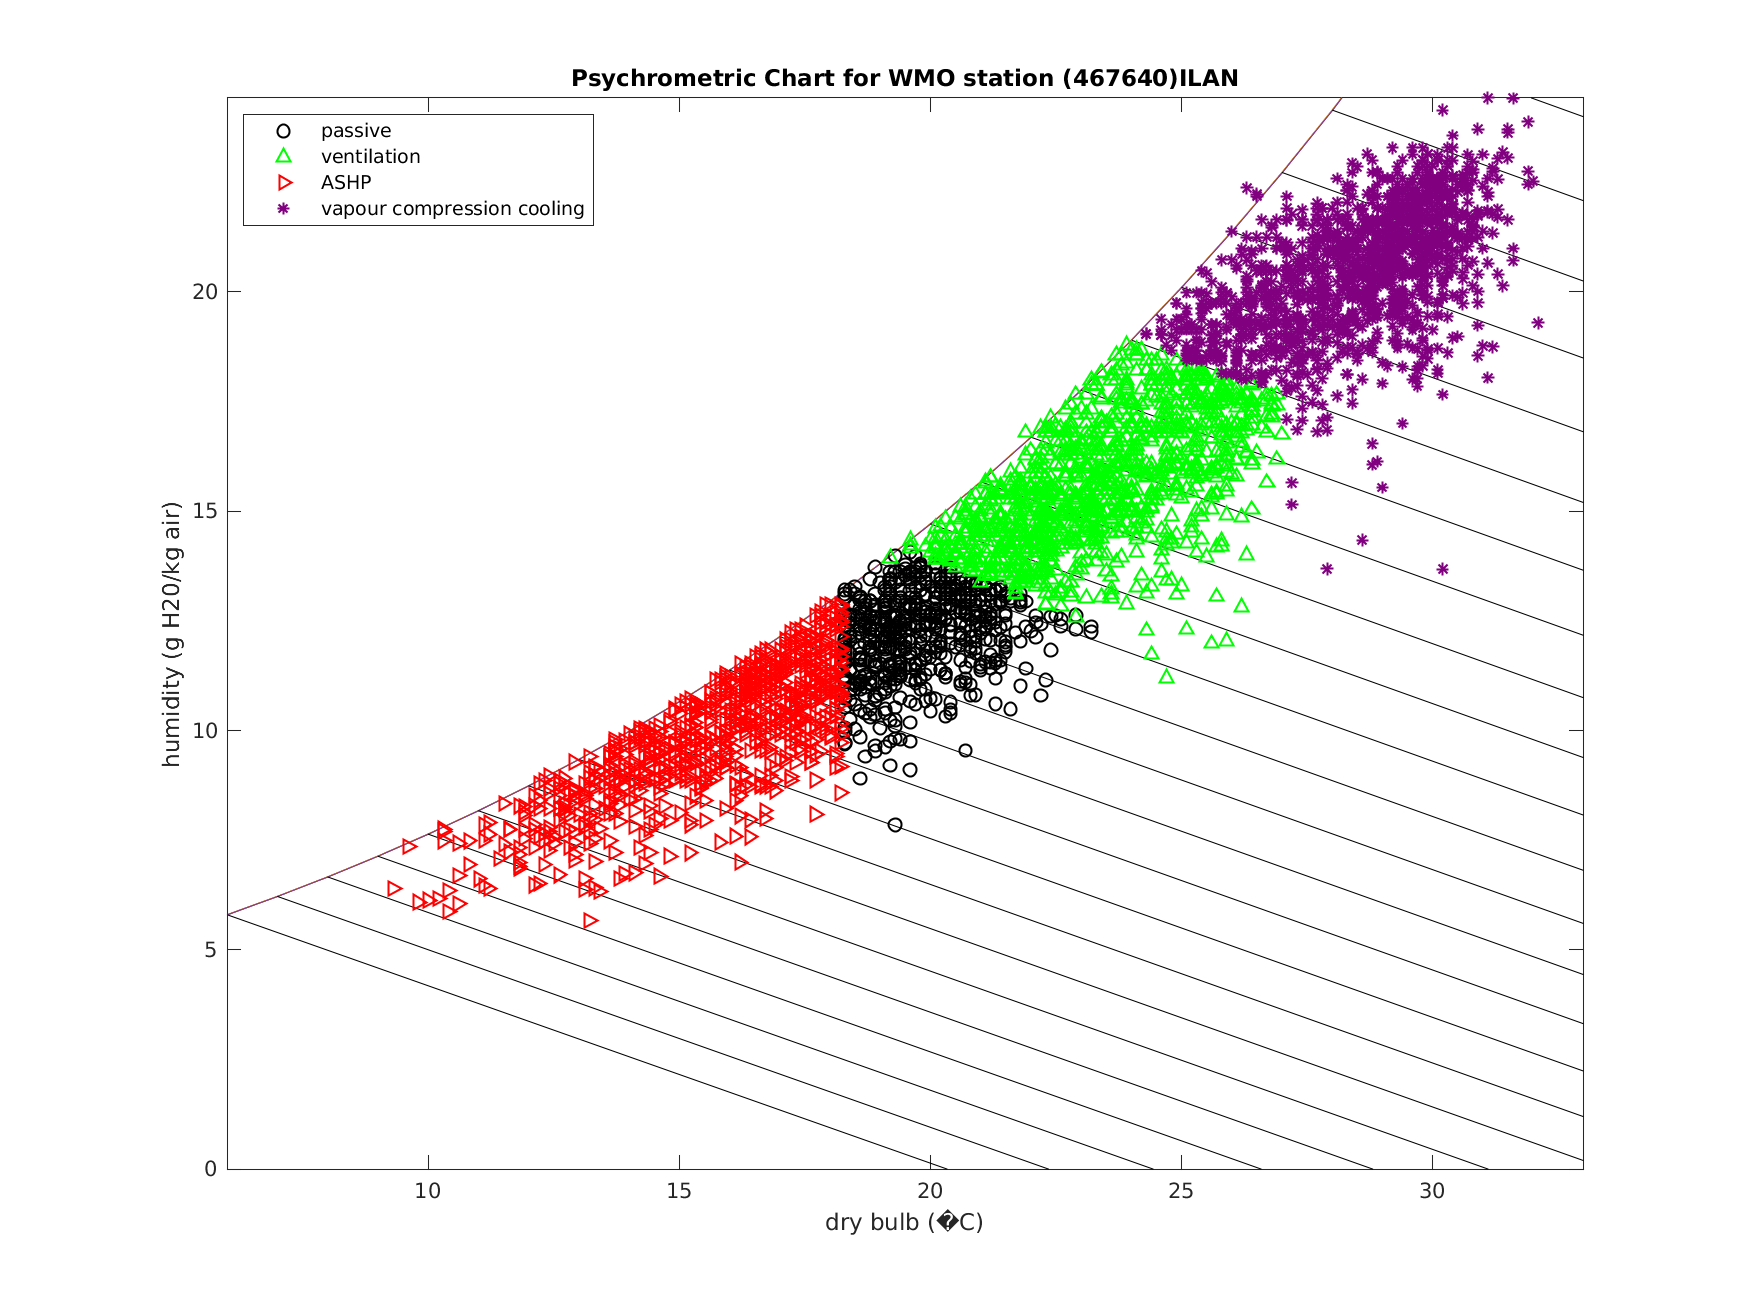 Psychrometric Chart for WMO station (467640)ILAN
passive
ventilation
ASHP
vapour compression cooling
20
15
10
5
0
humidity (g H20/kg air)
10 15 20 25 30
dry bulb (�C)